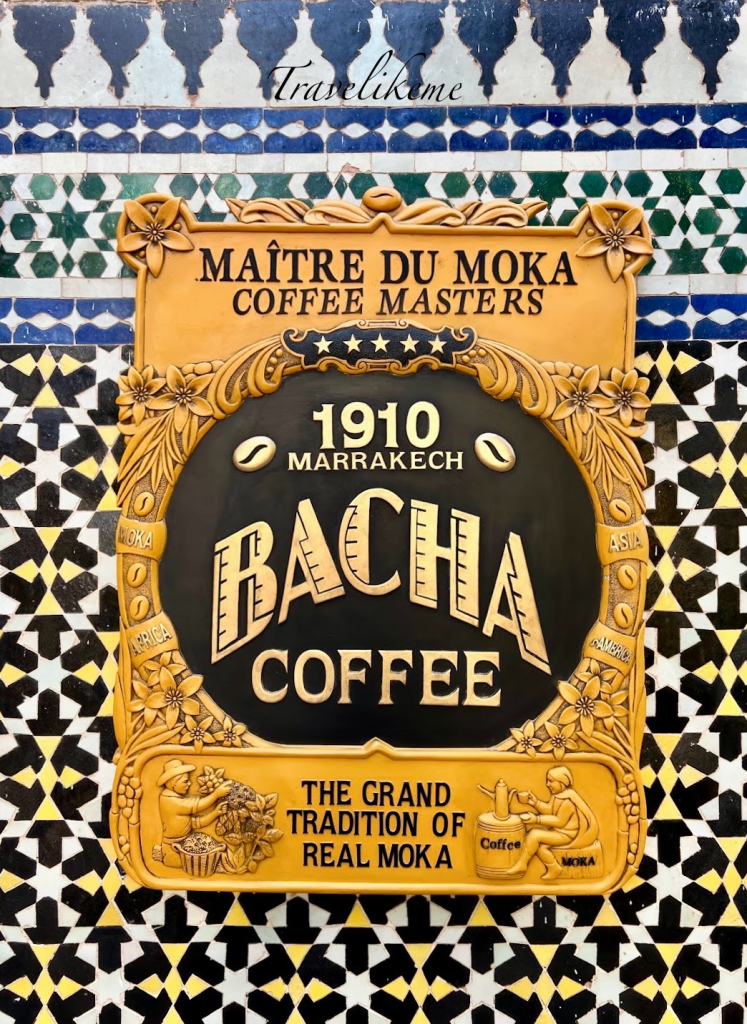 Travelikeme
MAÎTRE DU MOKA
COFFEE MASTERS
1910
MARRAKECH
BACHA
COFFEE
MOKA
ASIA
AFRICA
THE GRAND
TRADITION OF
REAL MOKA
Coffee
MOKA